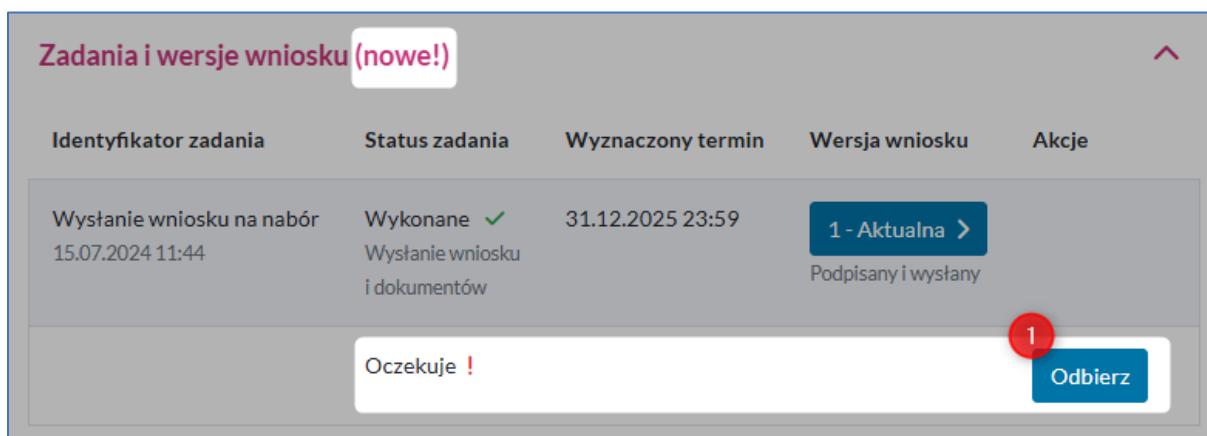 Zadania i wersje wniosku (nowe!)
Identyfikator zadania Status zadania Wyznaczony termin Wersja wniosku Akcje
Wysłanie wniosku na nabór Wykonane 31.12.2025 23:59 1 - Aktualna
15.07.2024 11:44 Wysłanie wniosku Podpisany i wysłany
i dokumentów
1
Oczekuje ! Odbierz